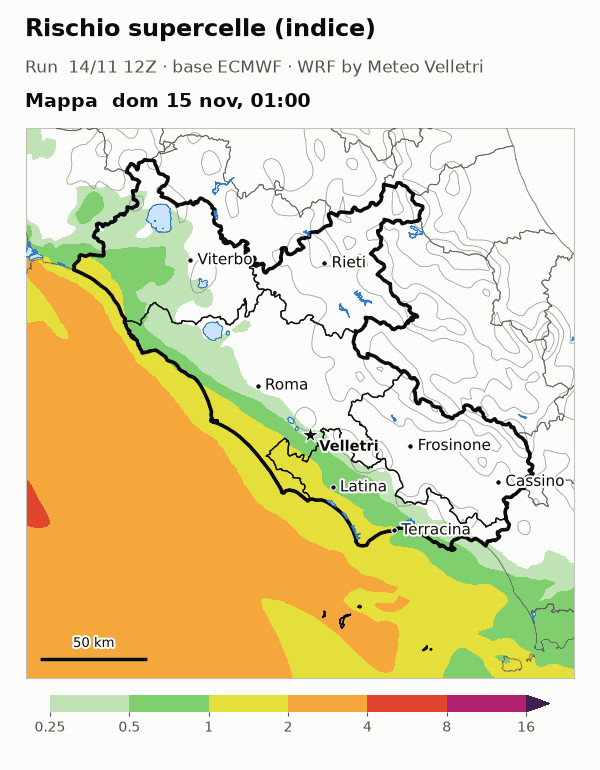 Rischio supercelle (indice)
Run  14/11 12Z · base ECMWF · WRF by Meteo Velletri
Mappa  dom 15 nov, 01:00
Viterbo
Rieti
Roma
Velletri
Frosinone
Latina
Cassino
Terracina
50 km
0.25 0.5 1 2 4 8 16